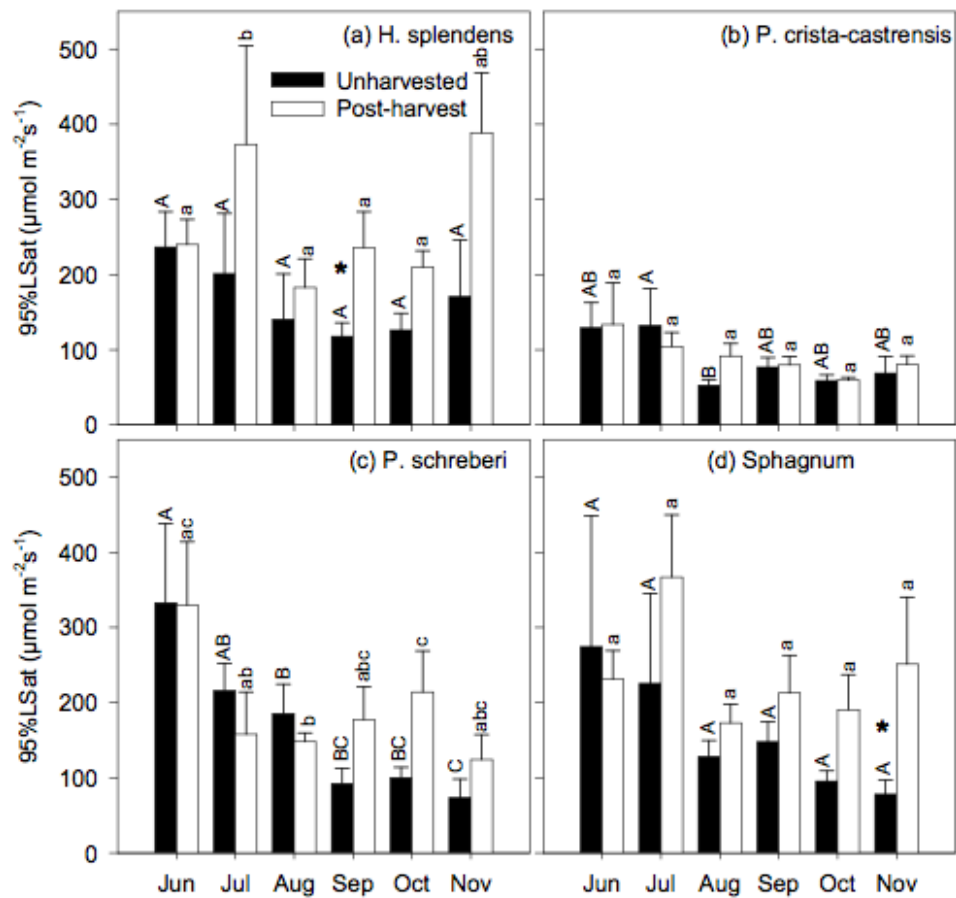 (a) H. splendens
(b) P. crista-castrensis
Unharvested
Post-harvest
95%LSat (µmol m⁻²s⁻¹)
500
400
300
200
100
0
A a A b A a * A a A a A ab
AB a A a B a AB a AB a AB a
(c) P. schreberi
(d) Sphagnum
95%LSat (µmol m⁻²s⁻¹)
500
400
300
200
100
0
A ac AB ab B b BC abc BC c C abc
A a A a A a A a A a * A a
Jun Jul Aug Sep Oct Nov
Jun Jul Aug Sep Oct Nov